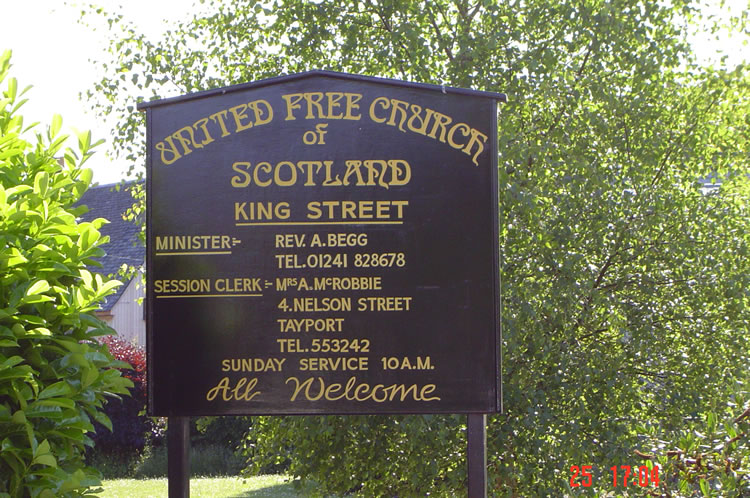 UNITED FREE CHURCH
of
SCOTLAND
KING STREET
MINISTER:- REV. A. BEGG
TEL. 01241 828678
SESSION CLERK:- MRS A. McROBBIE
4. NELSON STREET
TAYPORT
TEL. 553242
SUNDAY SERVICE 10 A.M.
All Welcome
25 17:04